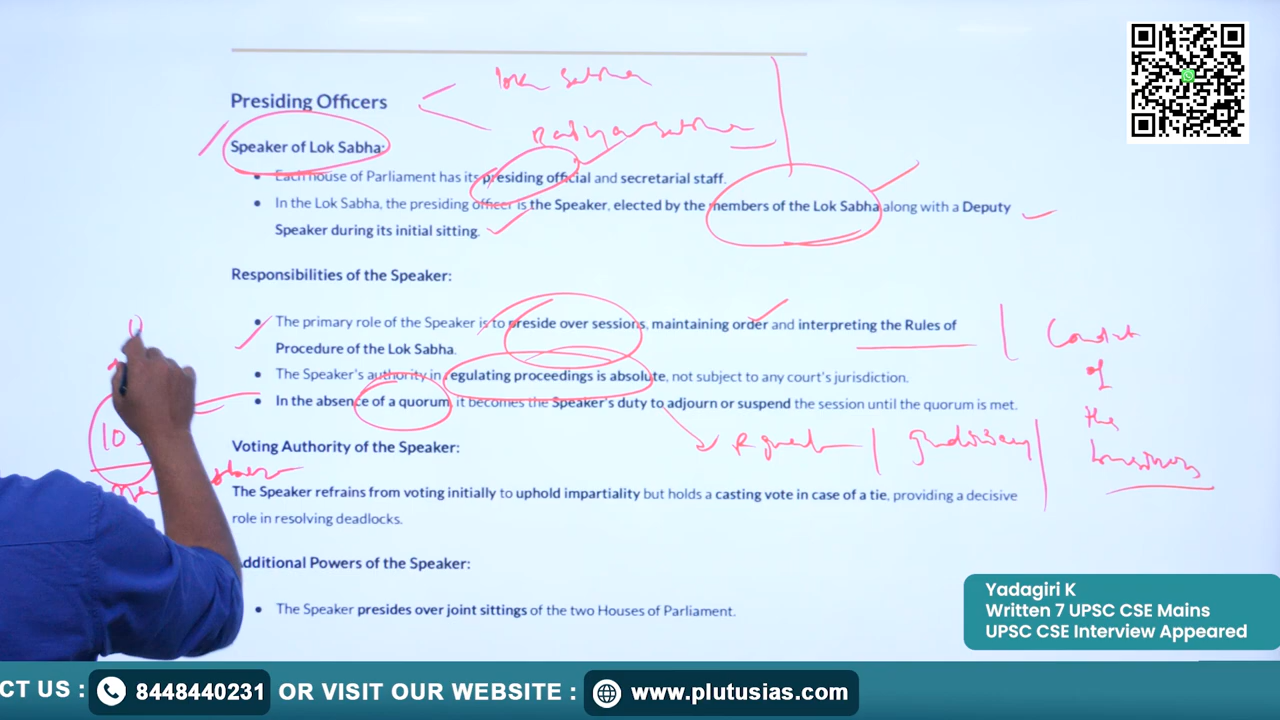 Presiding Officers
lok Sabha
Rajya Sabha
Speaker of Lok Sabha:
• Each house of Parliament has its presiding official and secretarial staff.
• In the Lok Sabha, the presiding officer is the Speaker, elected by the members of the Lok Sabha along with a Deputy
Speaker during its initial sitting.
Responsibilities of the Speaker:
• The primary role of the Speaker is to preside over sessions, maintaining order and interpreting the Rules of
Procedure of the Lok Sabha.
• The Speaker's authority in regulating proceedings is absolute, not subject to any court's jurisdiction.
• In the absence of a quorum, it becomes the Speaker's duty to adjourn or suspend the session until the quorum is met.
Conduct
of
the
business
10
Voting Authority of the Speaker:
The Speaker refrains from voting initially to uphold impartiality but holds a casting vote in case of a tie, providing a decisive
role in resolving deadlocks.
Additional Powers of the Speaker:
• The Speaker presides over joint sittings of the two Houses of Parliament.
Yadagiri K
Written 7 UPSC CSE Mains
UPSC CSE Interview Appeared
CT US : 8448440231 OR VISIT OUR WEBSITE : www.plutusias.com